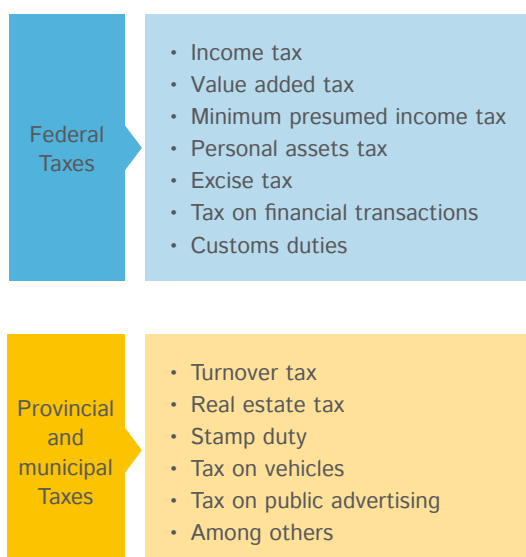 Federal
Taxes
• Income tax
• Value added tax
• Minimum presumed income tax
• Personal assets tax
• Excise tax
• Tax on financial transactions
• Customs duties
Provincial
and
municipal
Taxes
• Turnover tax
• Real estate tax
• Stamp duty
• Tax on vehicles
• Tax on public advertising
• Among others